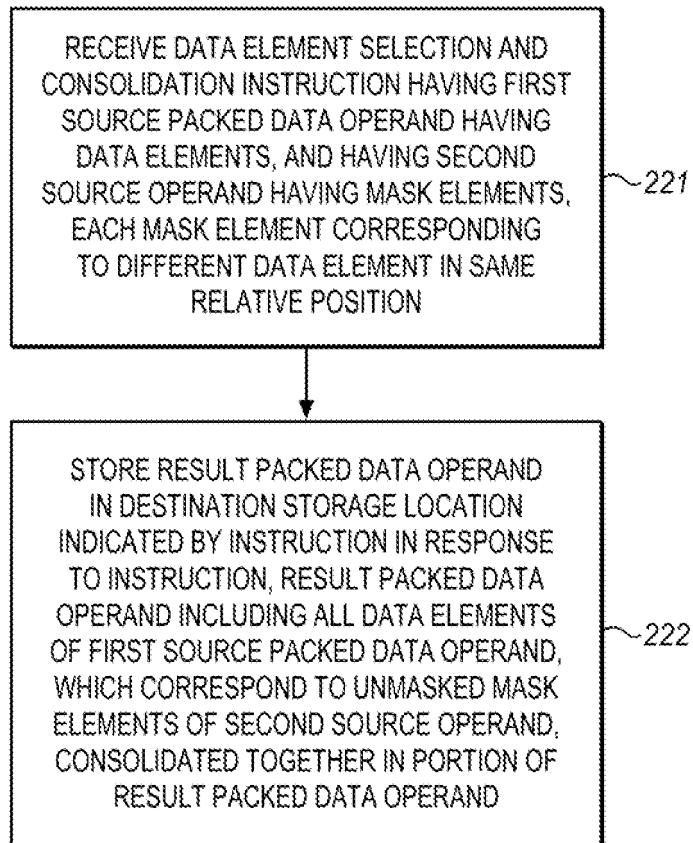 RECEIVE DATA ELEMENT SELECTION AND
CONSOLIDATION INSTRUCTION HAVING FIRST
SOURCE PACKED DATA OPERAND HAVING
DATA ELEMENTS, AND HAVING SECOND
SOURCE OPERAND HAVING MASK ELEMENTS,
EACH MASK ELEMENT CORRESPONDING
TO DIFFERENT DATA ELEMENT IN SAME
RELATIVE POSITION
221
STORE RESULT PACKED DATA OPERAND
IN DESTINATION STORAGE LOCATION
INDICATED BY INSTRUCTION IN RESPONSE
TO INSTRUCTION, RESULT PACKED DATA
OPERAND INCLUDING ALL DATA ELEMENTS
OF FIRST SOURCE PACKED DATA OPERAND,
WHICH CORRESPOND TO UNMASKED MASK
ELEMENTS OF SECOND SOURCE OPERAND,
CONSOLIDATED TOGETHER IN PORTION OF
RESULT PACKED DATA OPERAND
222